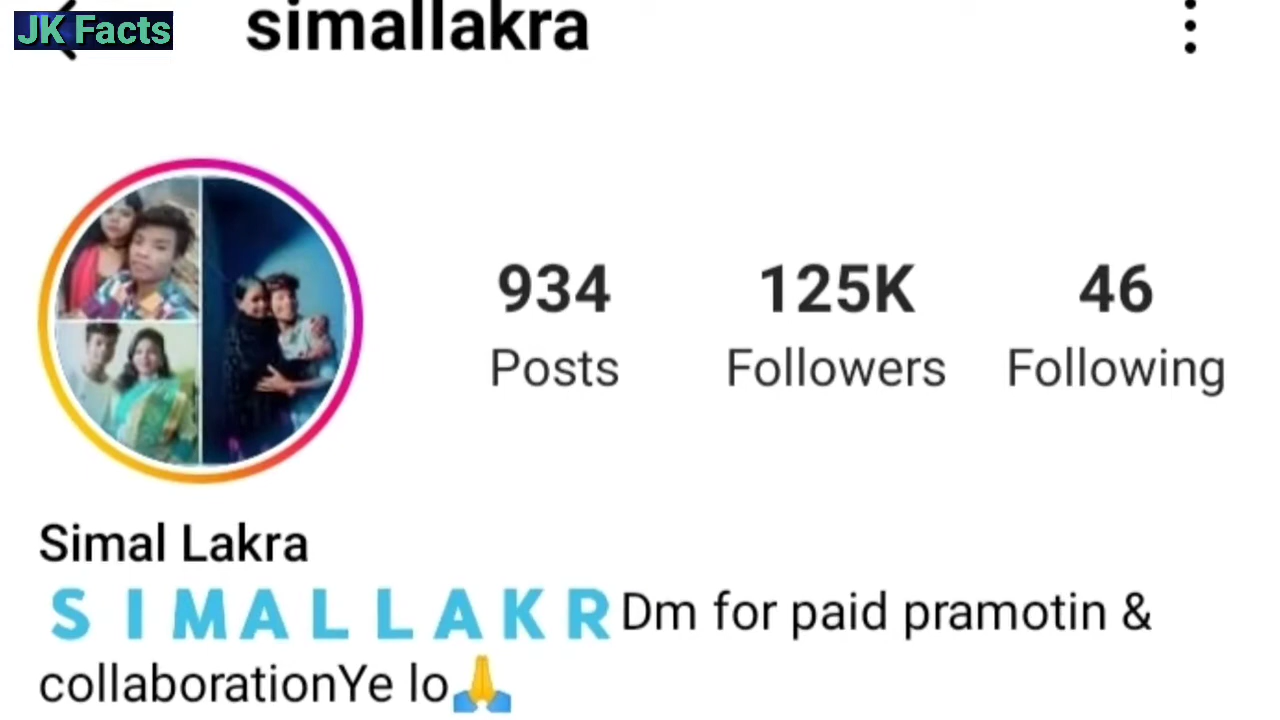 JK Facts
simallakra
934 125K 46
Posts Followers Following
Simal Lakra
S I M A L L A K R Dm for paid pramotin &
collaborationYe lo🙏